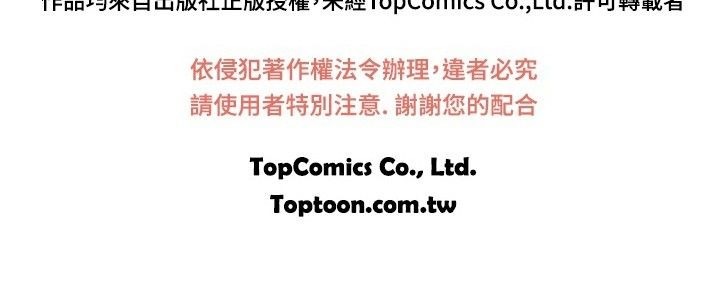 作品均來自出版社正版授權,未經TopComics Co.,Ltd.許可轉載者
依侵犯著作權法令辦理,違者必究
請使用者特別注意. 謝謝您的配合
TopComics Co., Ltd.
Toptoon.com.tw